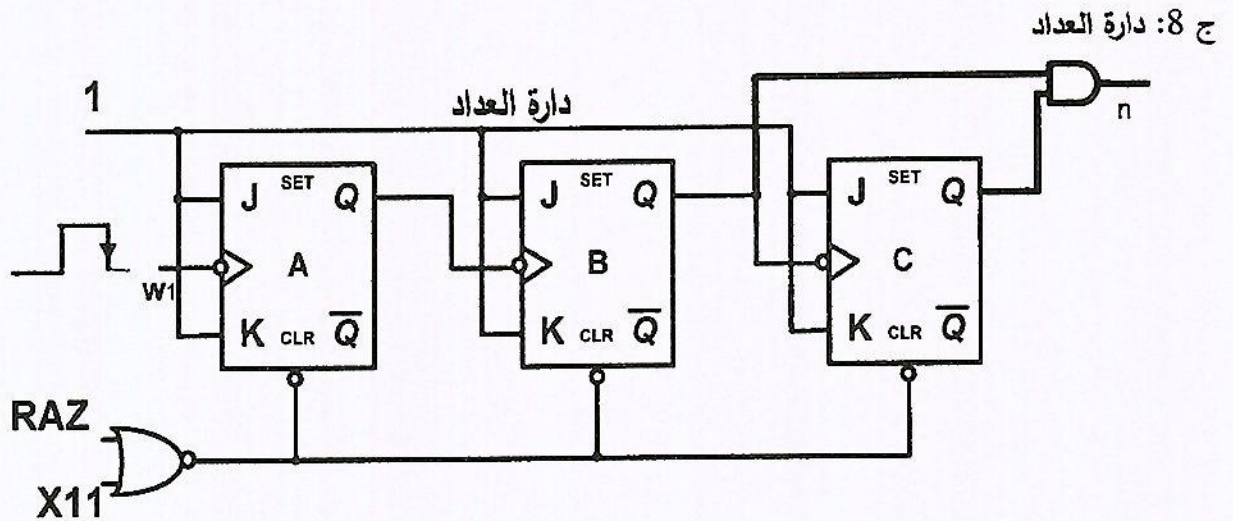 ج 8: دارة العداد
1
دارة العداد
n
J SET Q
J SET Q
J SET Q
W1
A
B
C
K CLR Q̅
K CLR Q̅
K CLR Q̅
RAZ
X11